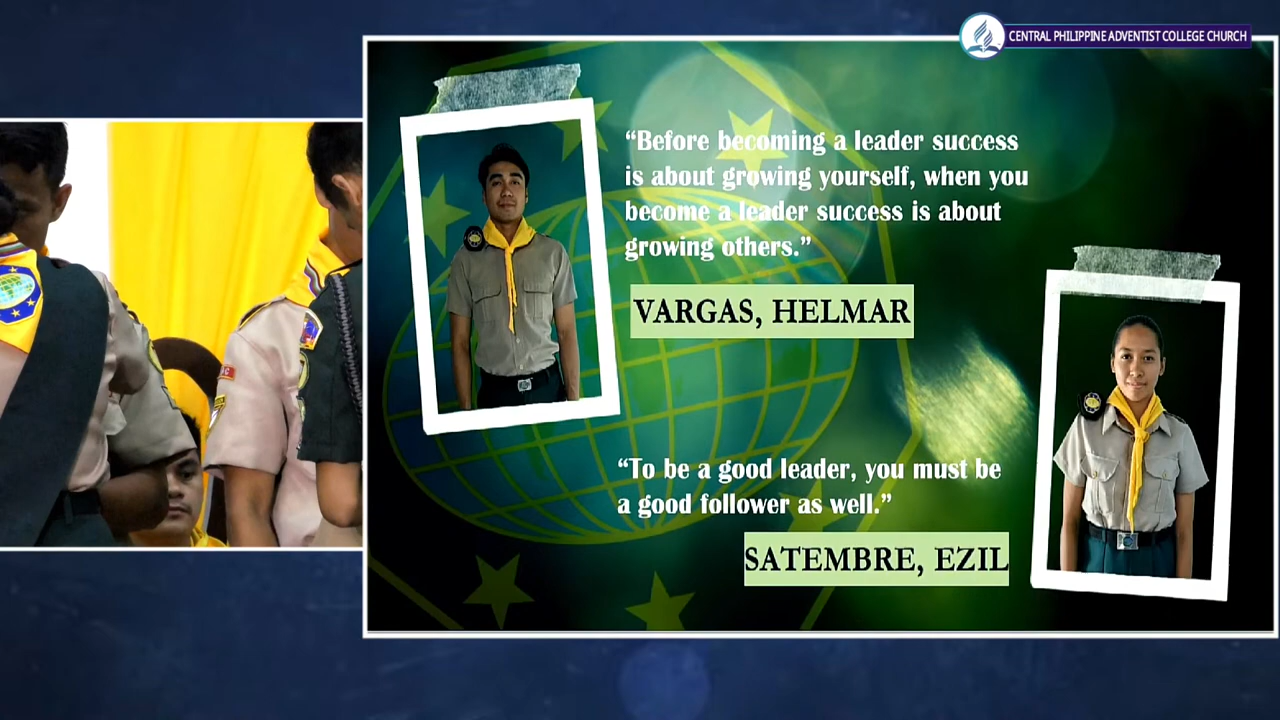 CENTRAL PHILIPPINE ADVENTIST COLLEGE CHURCH
“Before becoming a leader success
is about growing yourself, when you
become a leader success is about
growing others.”
VARGAS, HELMAR
“To be a good leader, you must be
a good follower as well.”
SATEMBRE, EZIL